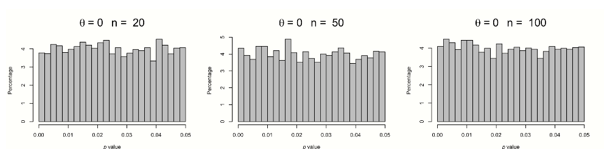 θ = 0 n = 20
Percentage
0 1 2 3 4
0.00 0.01 0.02 0.03 0.04 0.05
p value
θ = 0 n = 50
Percentage
0 1 2 3 4 5
0.00 0.01 0.02 0.03 0.04 0.05
p value
θ = 0 n = 100
Percentage
0 1 2 3 4
0.00 0.01 0.02 0.03 0.04 0.05
p value